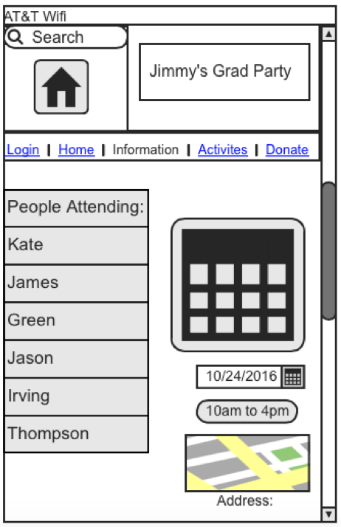 AT&T Wifi
Search
Jimmy's Grad Party
Login | Home | Information | Activites | Donate
People Attending:
Kate
James
Green
Jason
Irving
Thompson
10/24/2016
10am to 4pm
Address: